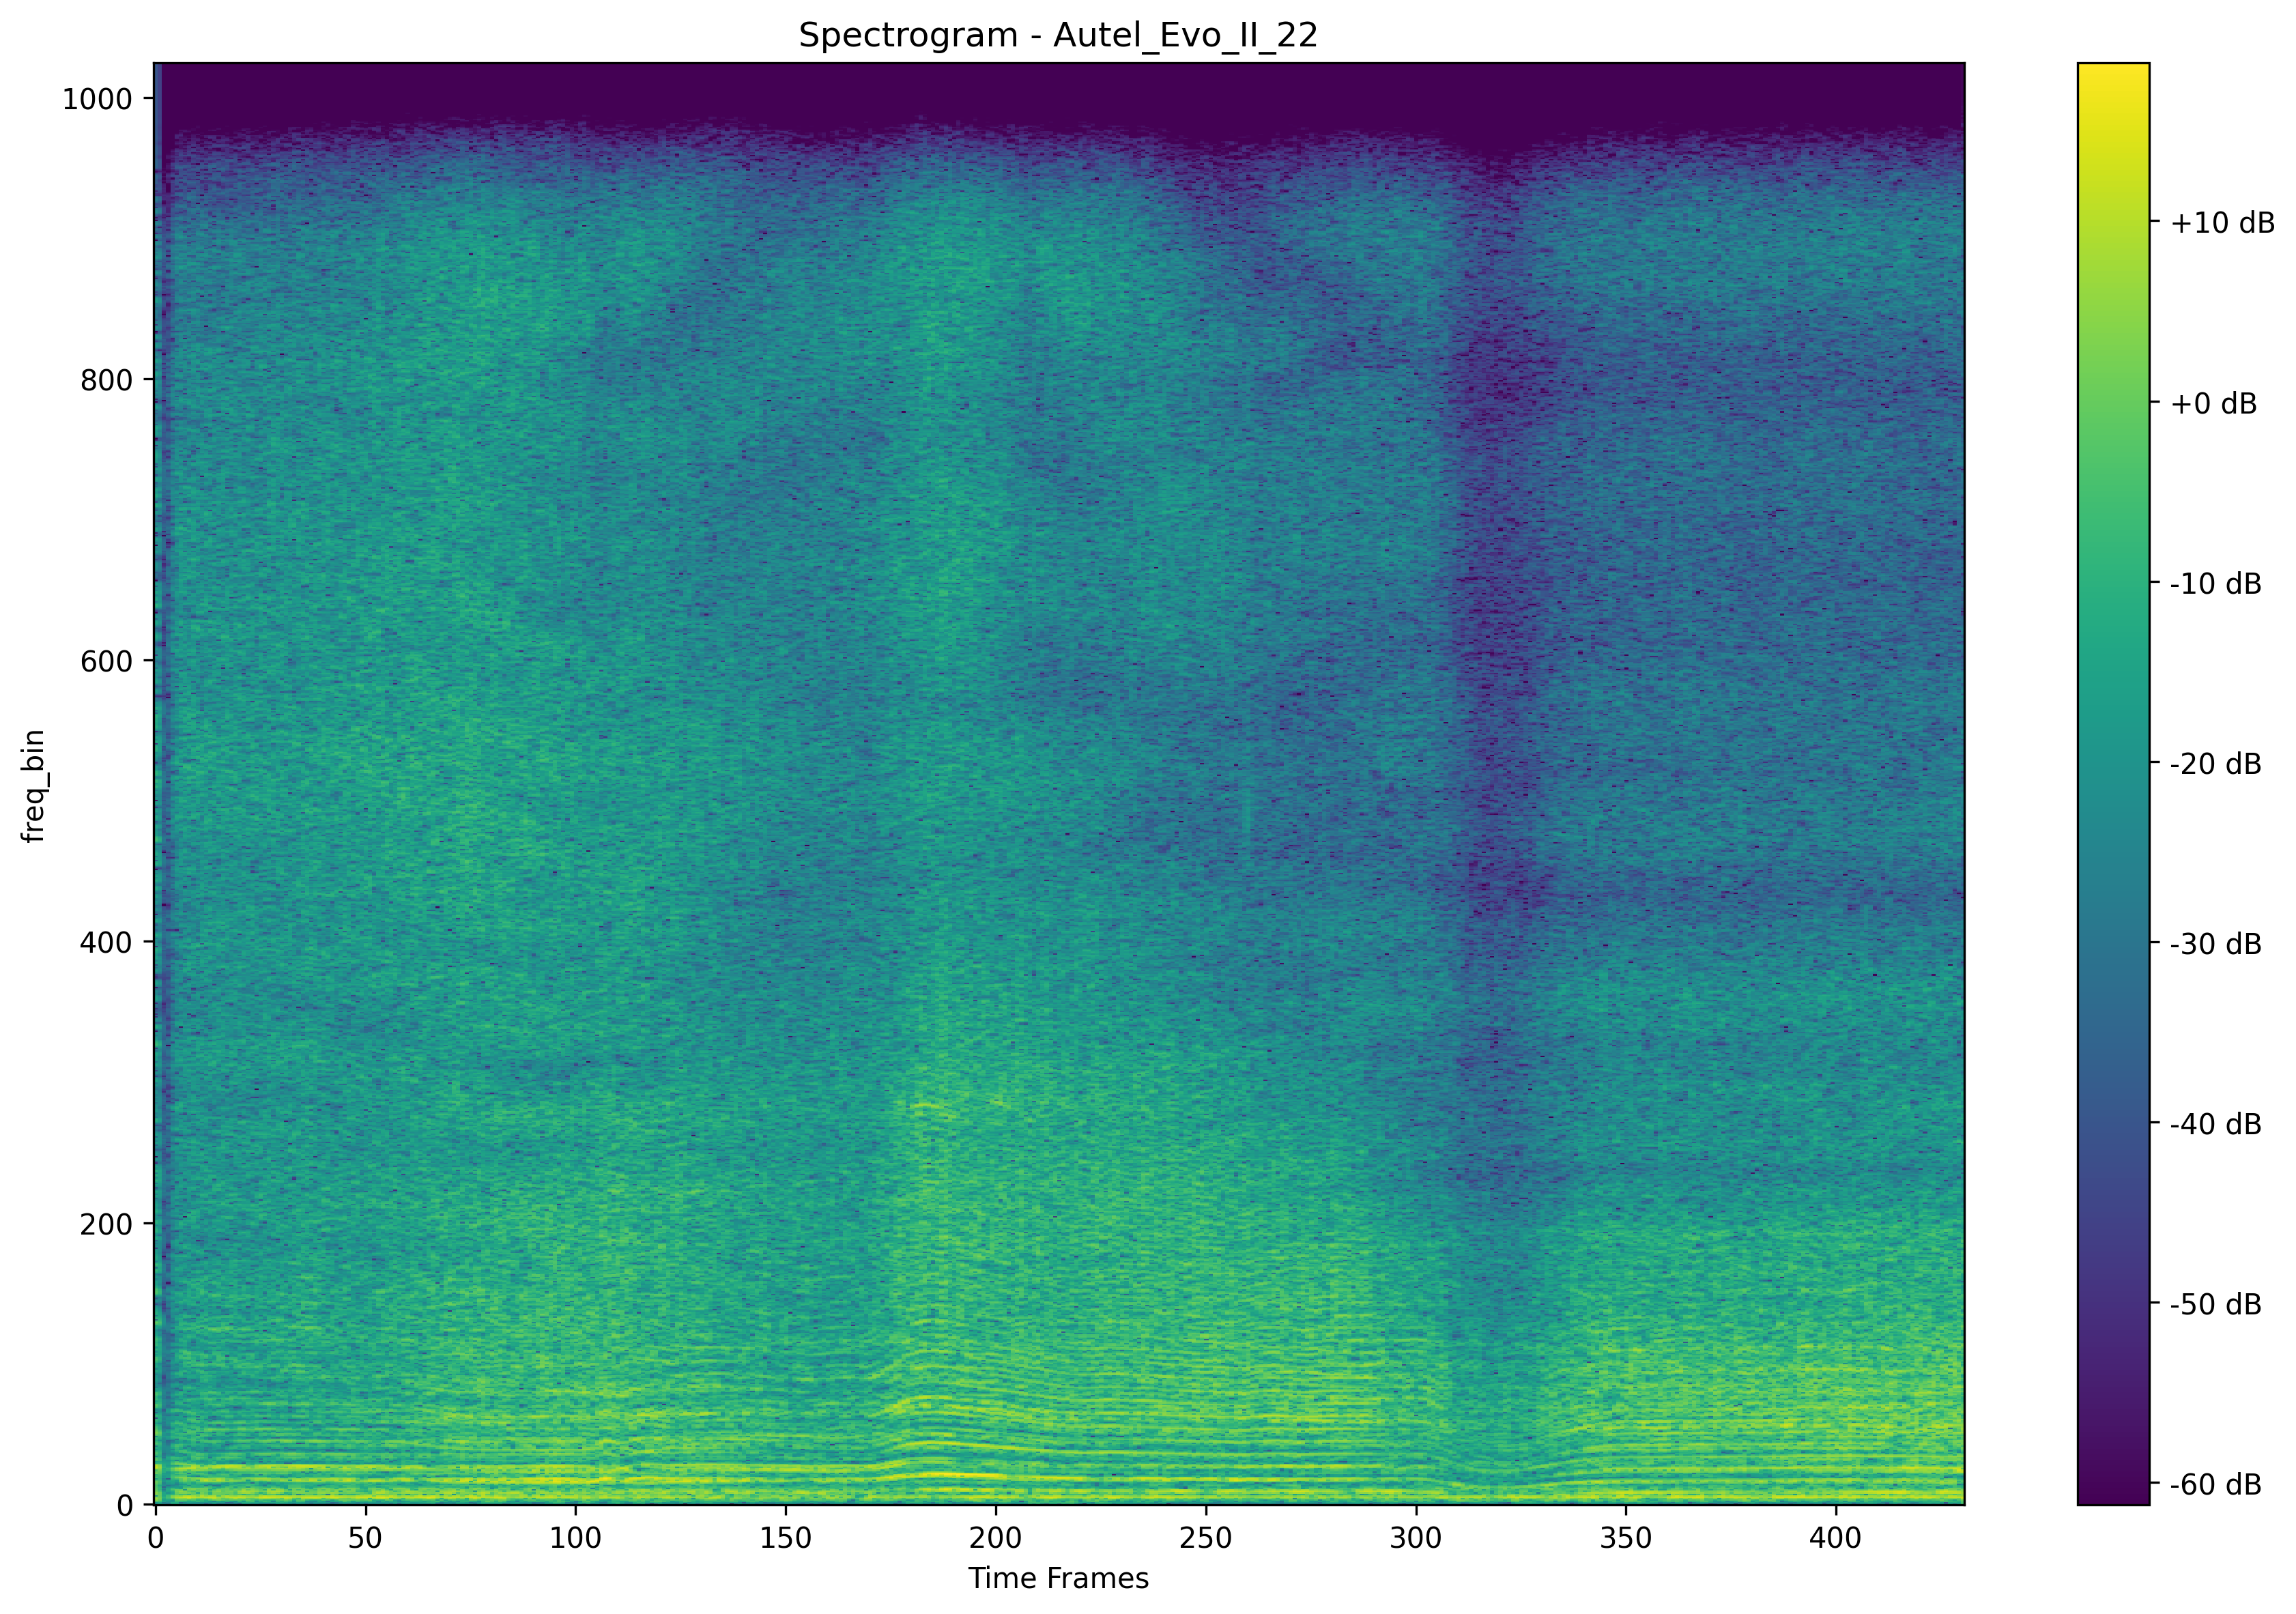 Spectrogram - Autel_Evo_II_22
1000
800
600
400
200
0
freq_bin
0 50 100 150 200 250 300 350 400
Time Frames
+10 dB
+0 dB
-10 dB
-20 dB
-30 dB
-40 dB
-50 dB
-60 dB